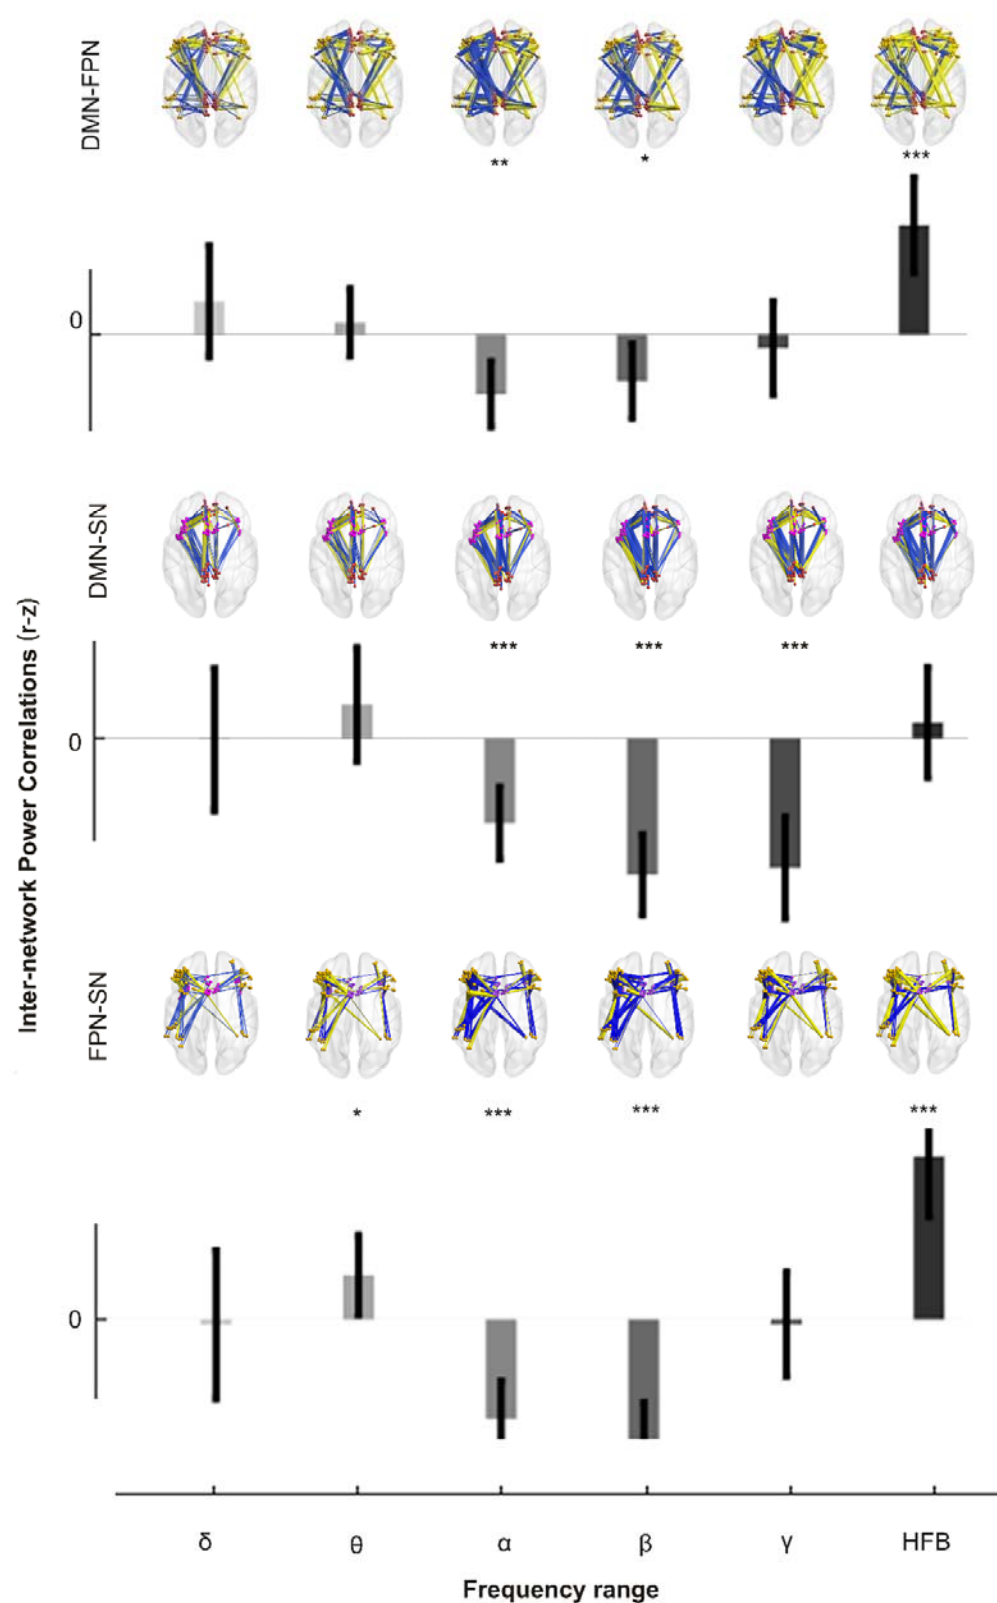 DMN-FPN
** * ***
0
DMN-SN
*** *** ***
0
Inter-network Power Correlations (r-z)
FPN-SN
* *** *** ***
0
δ θ α β γ HFB
Frequency range